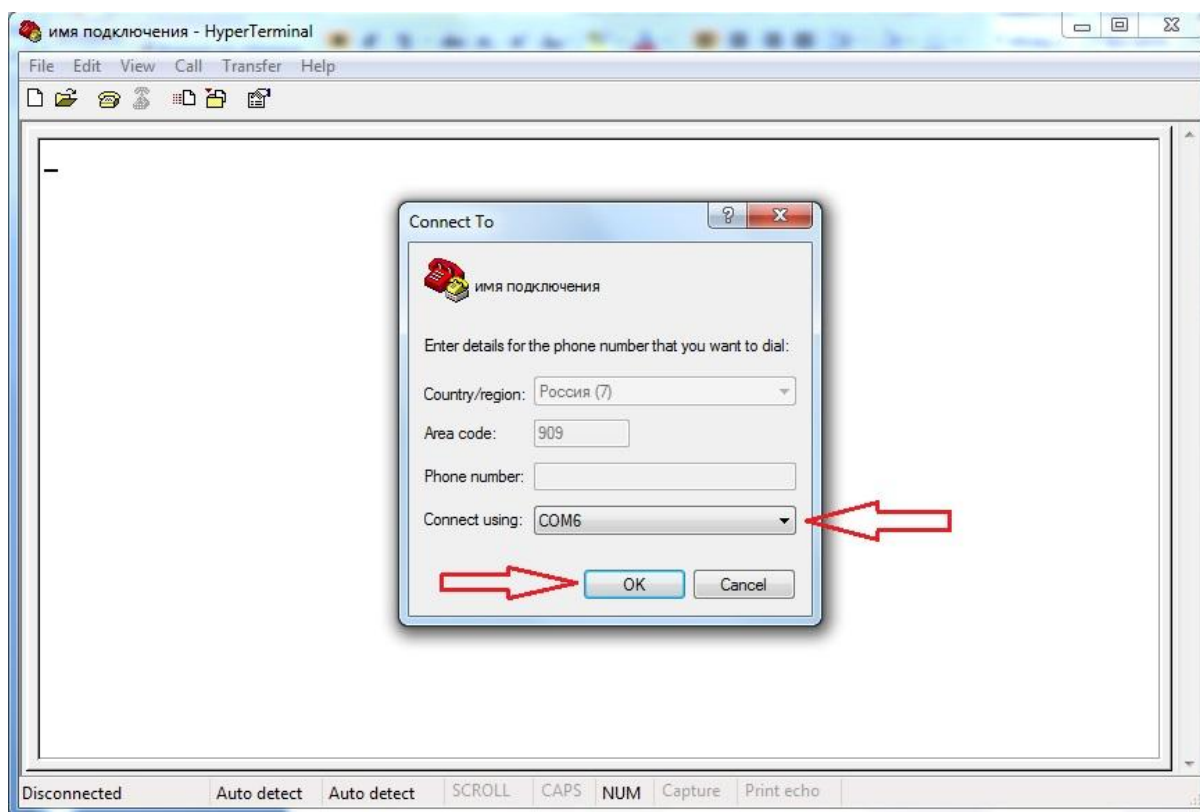 имя подключения - HyperTerminal
File Edit View Call Transfer Help
Connect To
имя подключения
Enter details for the phone number that you want to dial:
Country/region: Россия (7)
Area code: 909
Phone number:
Connect using: COM6
OK Cancel
Disconnected Auto detect Auto detect SCROLL CAPS NUM Capture Print echo